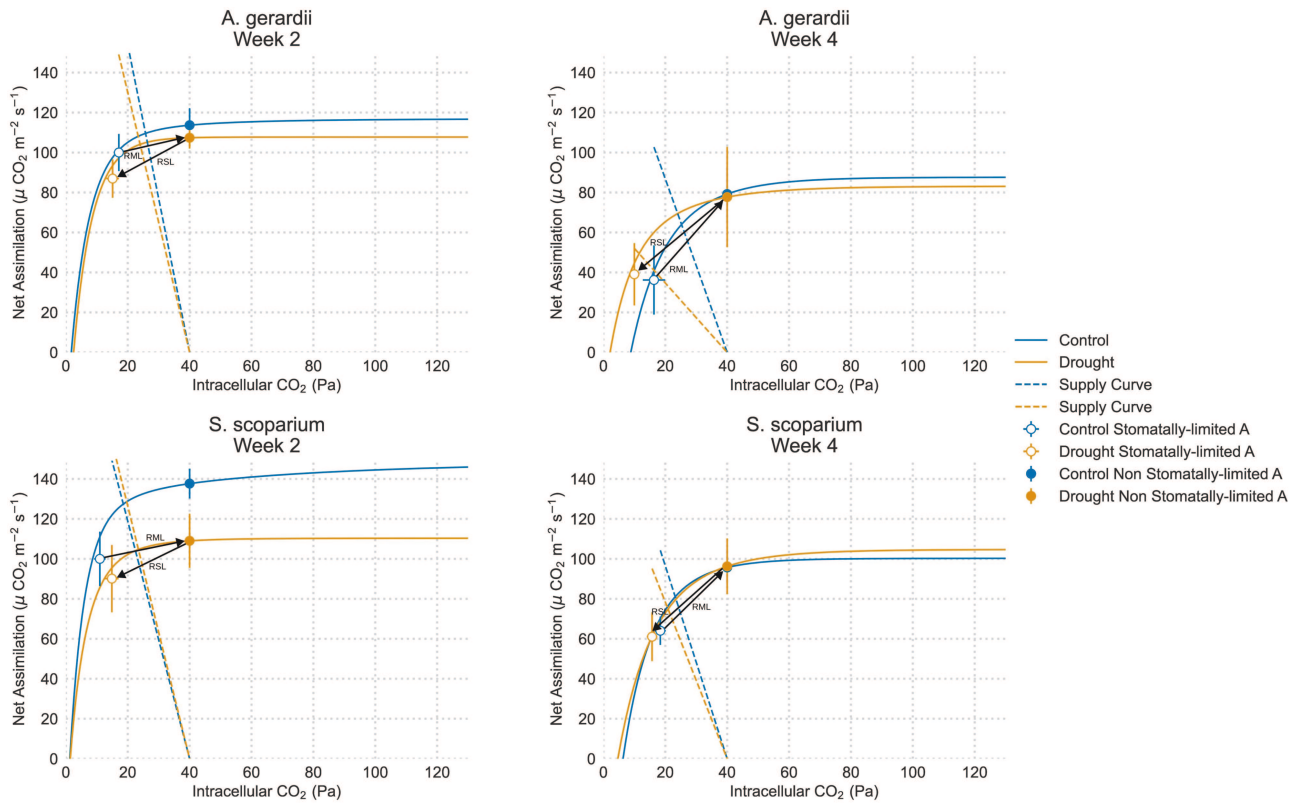 A. gerardii
Week 2
Net Assimilation (μ CO₂ m⁻² s⁻¹)
140
120
100
80
60
40
20
0
RML
RSL
0 20 40 60 80 100 120
Intracellular CO₂ (Pa)
A. gerardii
Week 4
Net Assimilation (μ CO₂ m⁻² s⁻¹)
140
120
100
80
60
40
20
0
RSL
RML
0 20 40 60 80 100 120
Intracellular CO₂ (Pa)
Control
Drought
Supply Curve
Supply Curve
Control Stomatally-limited A
Drought Stomatally-limited A
Control Non Stomatally-limited A
Drought Non Stomatally-limited A
S. scoparium
Week 2
Net Assimilation (μ CO₂ m⁻² s⁻¹)
140
120
100
80
60
40
20
0
RML
RSL
0 20 40 60 80 100 120
Intracellular CO₂ (Pa)
S. scoparium
Week 4
Net Assimilation (μ CO₂ m⁻² s⁻¹)
140
120
100
80
60
40
20
0
RSL
RML
0 20 40 60 80 100 120
Intracellular CO₂ (Pa)